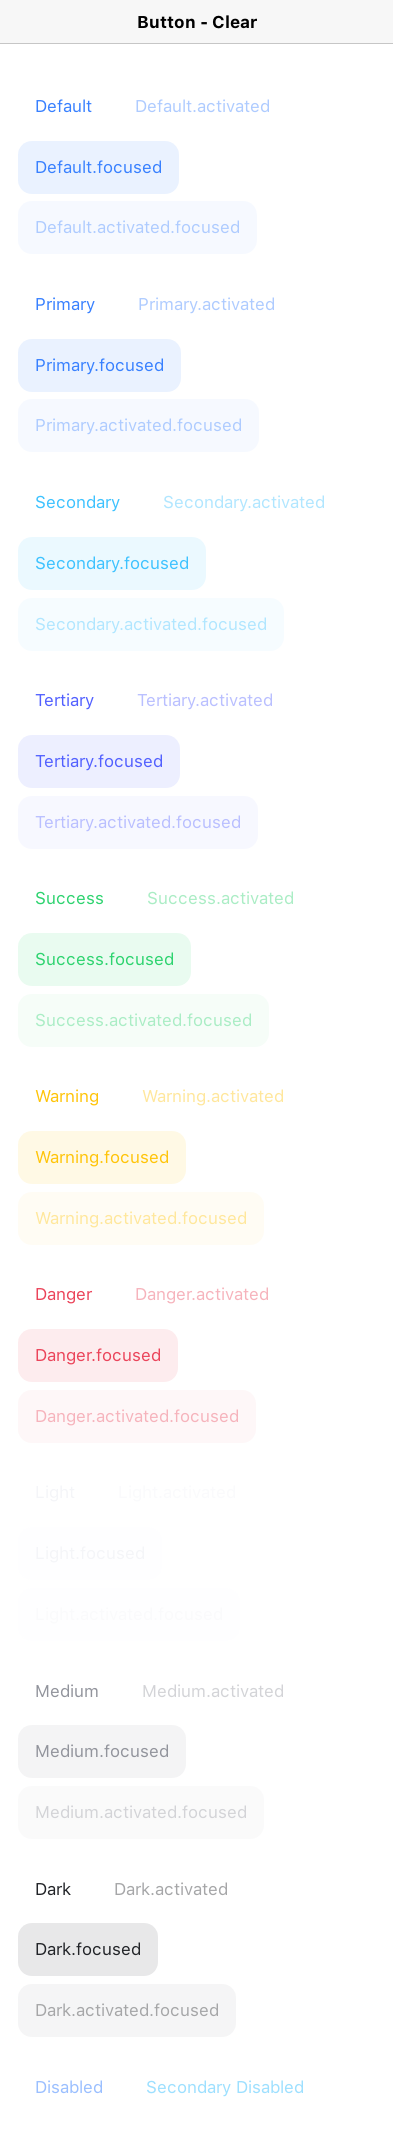 Button - Clear
Default Default.activated
Default.focused
Default.activated.focused
Primary Primary.activated
Primary.focused
Primary.activated.focused
Secondary Secondary.activated
Secondary.focused
Secondary.activated.focused
Tertiary Tertiary.activated
Tertiary.focused
Tertiary.activated.focused
Success Success.activated
Success.focused
Success.activated.focused
Warning Warning.activated
Warning.focused
Warning.activated.focused
Danger Danger.activated
Danger.focused
Danger.activated.focused
Light Light.activated
Light.focused
Light.activated.focused
Medium Medium.activated
Medium.focused
Medium.activated.focused
Dark Dark.activated
Dark.focused
Dark.activated.focused
Disabled Secondary Disabled